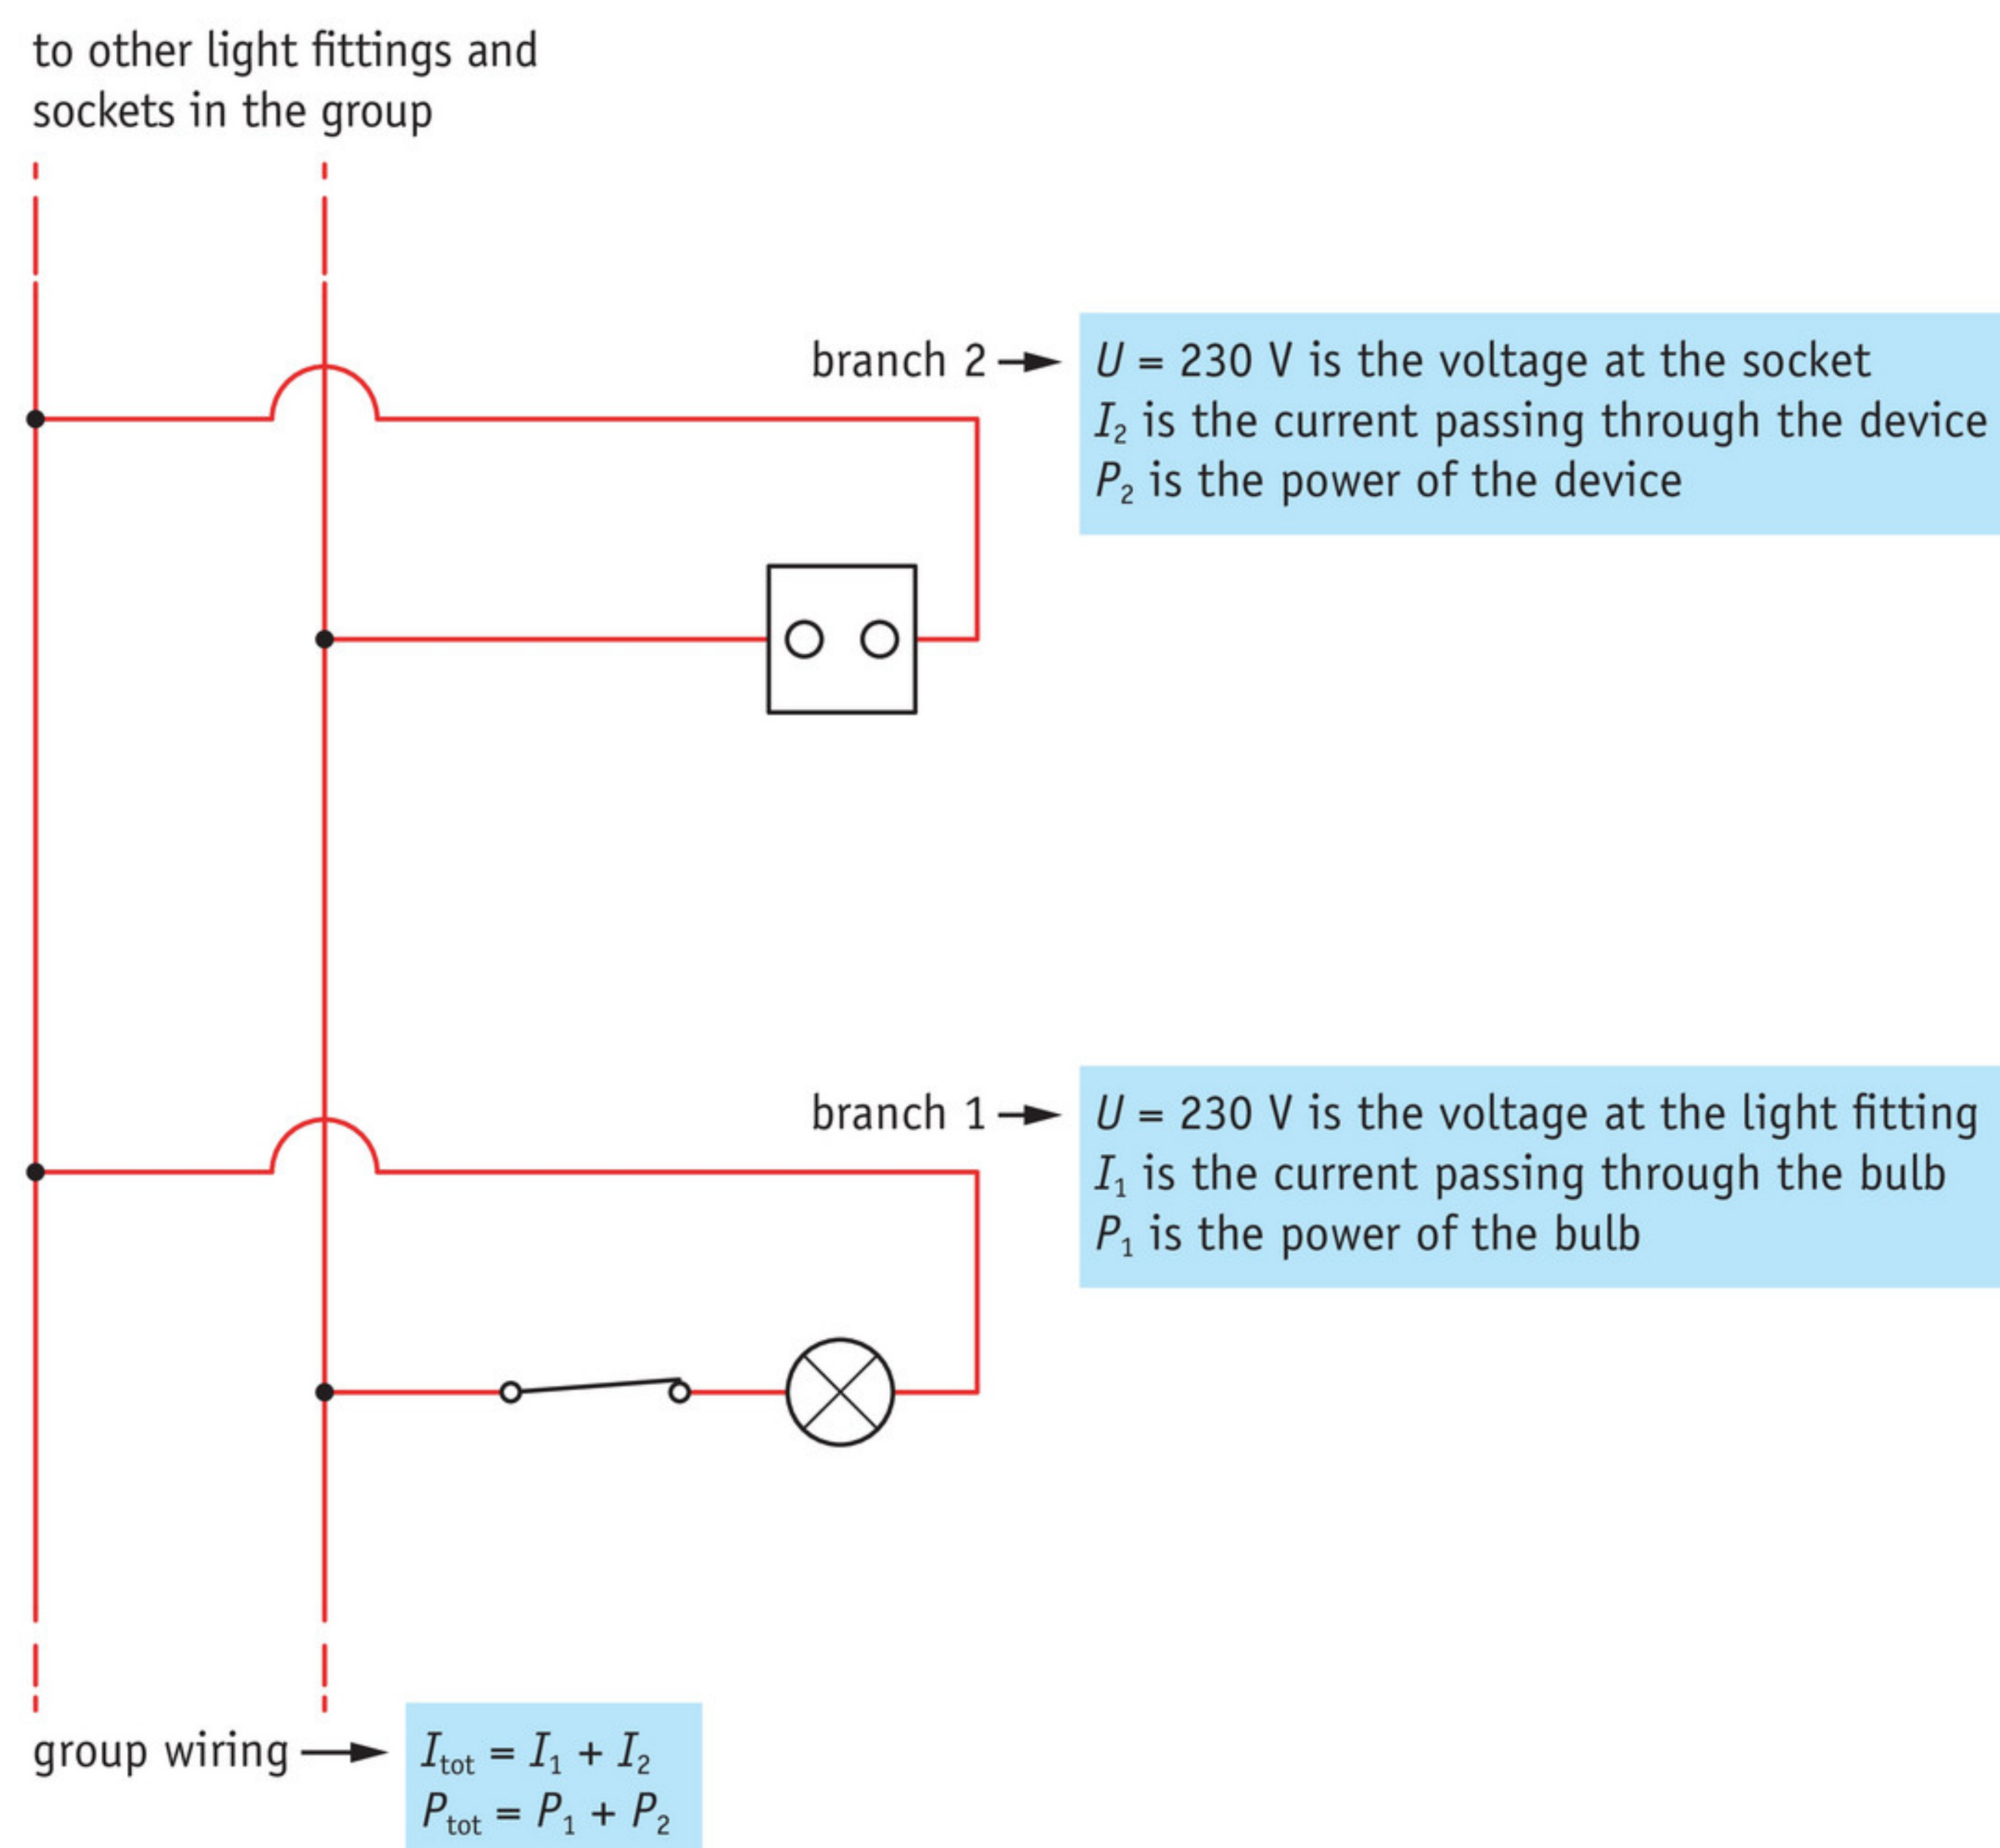 to other light fittings and
sockets in the group
branch 2
U = 230 V is the voltage at the socket
I₂ is the current passing through the device
P₂ is the power of the device
branch 1
U = 230 V is the voltage at the light fitting
I₁ is the current passing through the bulb
P₁ is the power of the bulb
group wiring
Itot = I₁ + I₂
Ptot = P₁ + P₂